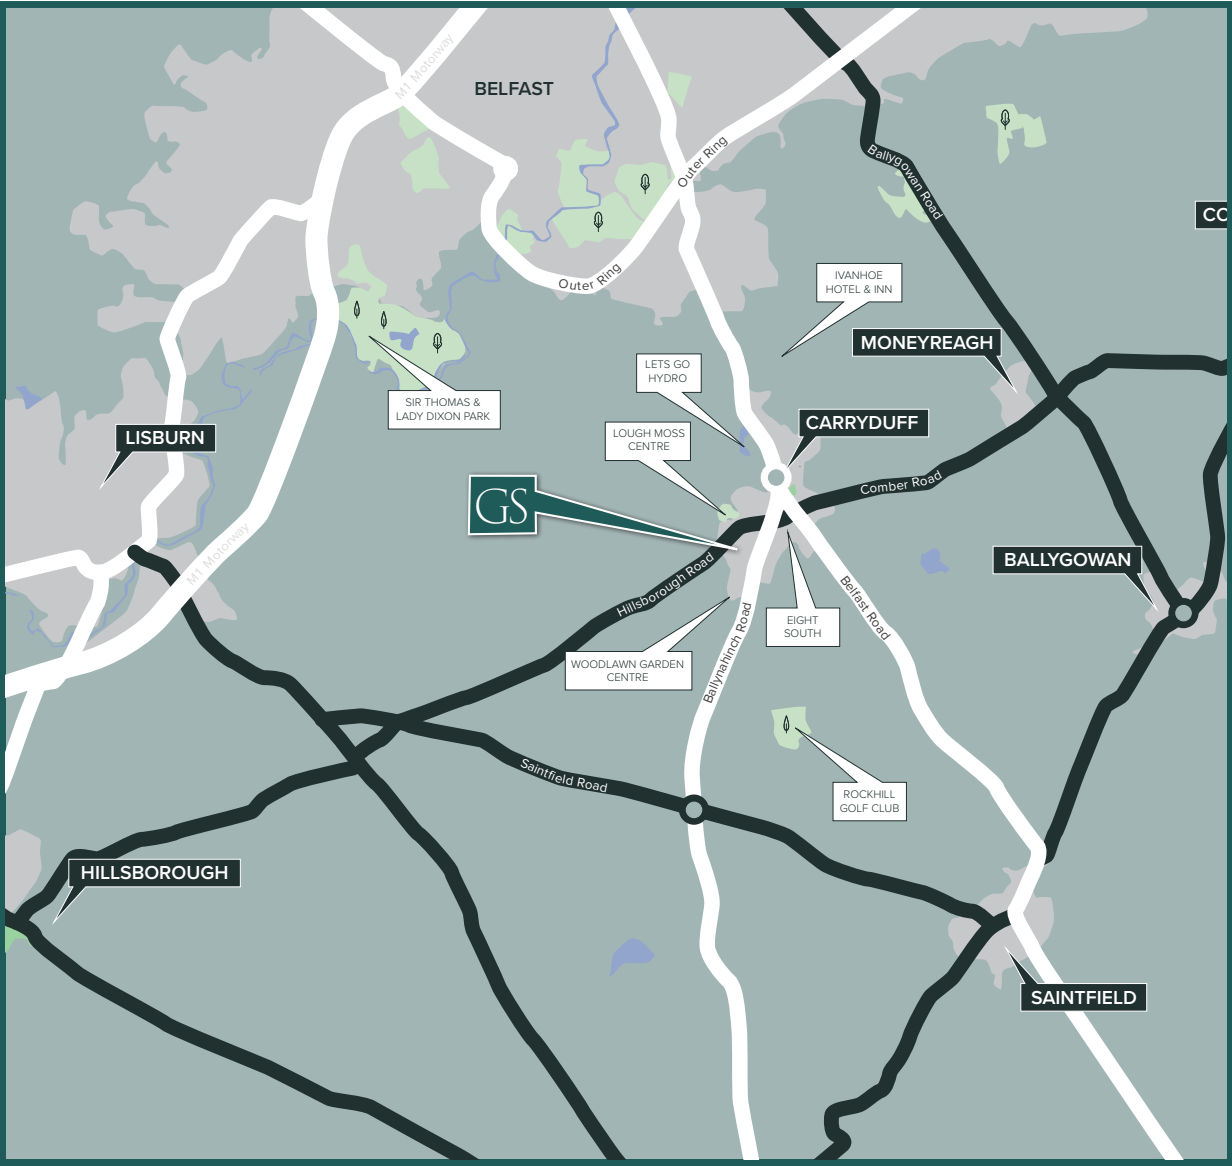 M1 Motorway
BELFAST
Outer Ring
Ballygowan Road
CO
Outer Ring
IVANHOE
HOTEL & INN
MONEYREAGH
LETS GO
HYDRO
SIR THOMAS &
LADY DIXON PARK
CARRYDUFF
LISBURN
LOUGH MOSS
CENTRE
Comber Road
GS
M1 Motorway
BALLYGOWAN
Hillsborough Road
Belfast Road
EIGHT
SOUTH
Ballynahinch Road
WOODLAWN GARDEN
CENTRE
Saintfield Road
ROCKHILL
GOLF CLUB
HILLSBOROUGH
SAINTFIELD